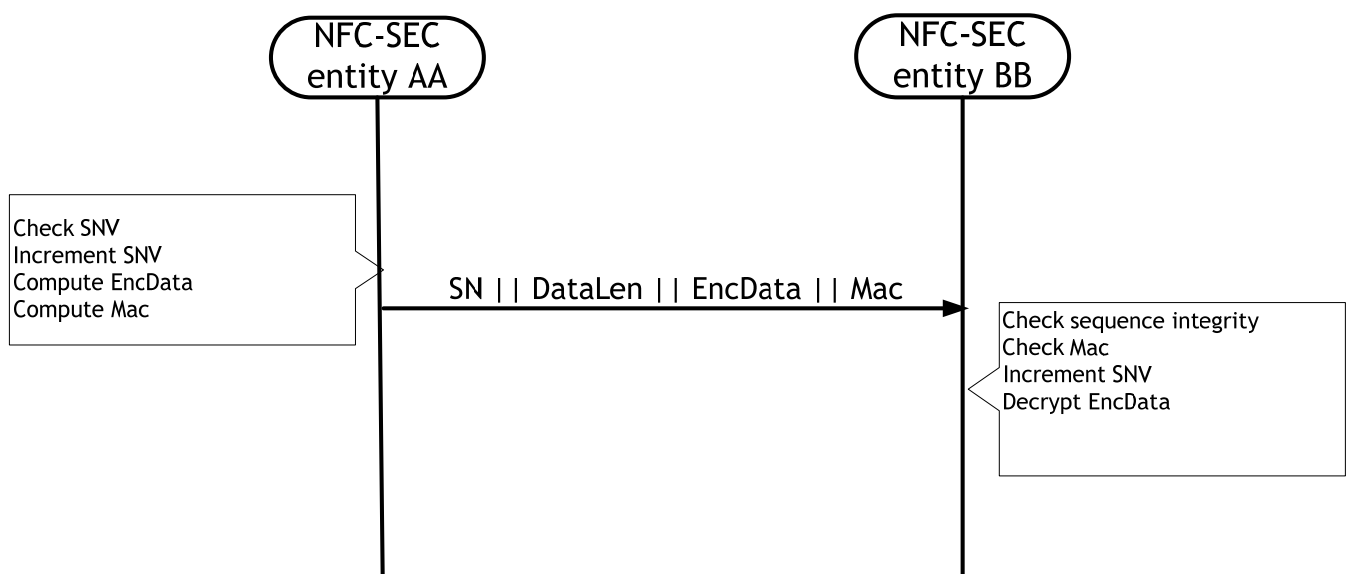 NFC-SEC
entity AA
NFC-SEC
entity BB
Check SNV
Increment SNV
Compute EncData
Compute Mac
SN || DataLen || EncData || Mac
Check sequence integrity
Check Mac
Increment SNV
Decrypt EncData